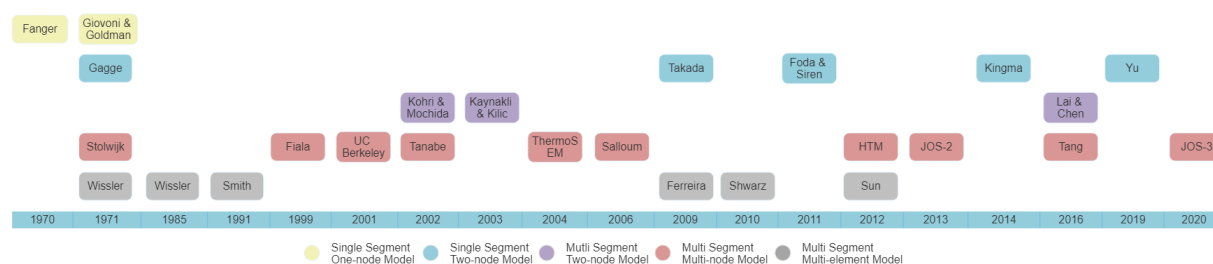 Fanger
Giovoni &
Goldman
Gagge
Takada
Foda &
Siren
Kingma
Yu
Kohri &
Mochida
Kaynakli
& Kilic
Lai &
Chen
Stolwijk
Fiala
UC
Berkeley
Tanabe
ThermoS
EM
Salloum
HTM
JOS-2
Tang
JOS-3
Wissler
Wissler
Smith
Ferreira
Shwarz
Sun
1970 1971 1985 1991 1999 2001 2002 2003 2004 2006 2009 2010 2011 2012 2013 2014 2016 2019 2020
Single Segment
One-node Model
Single Segment
Two-node Model
Mutli Segment
Two-node Model
Multi Segment
Multi-node Model
Multi Segment
Multi-element Model